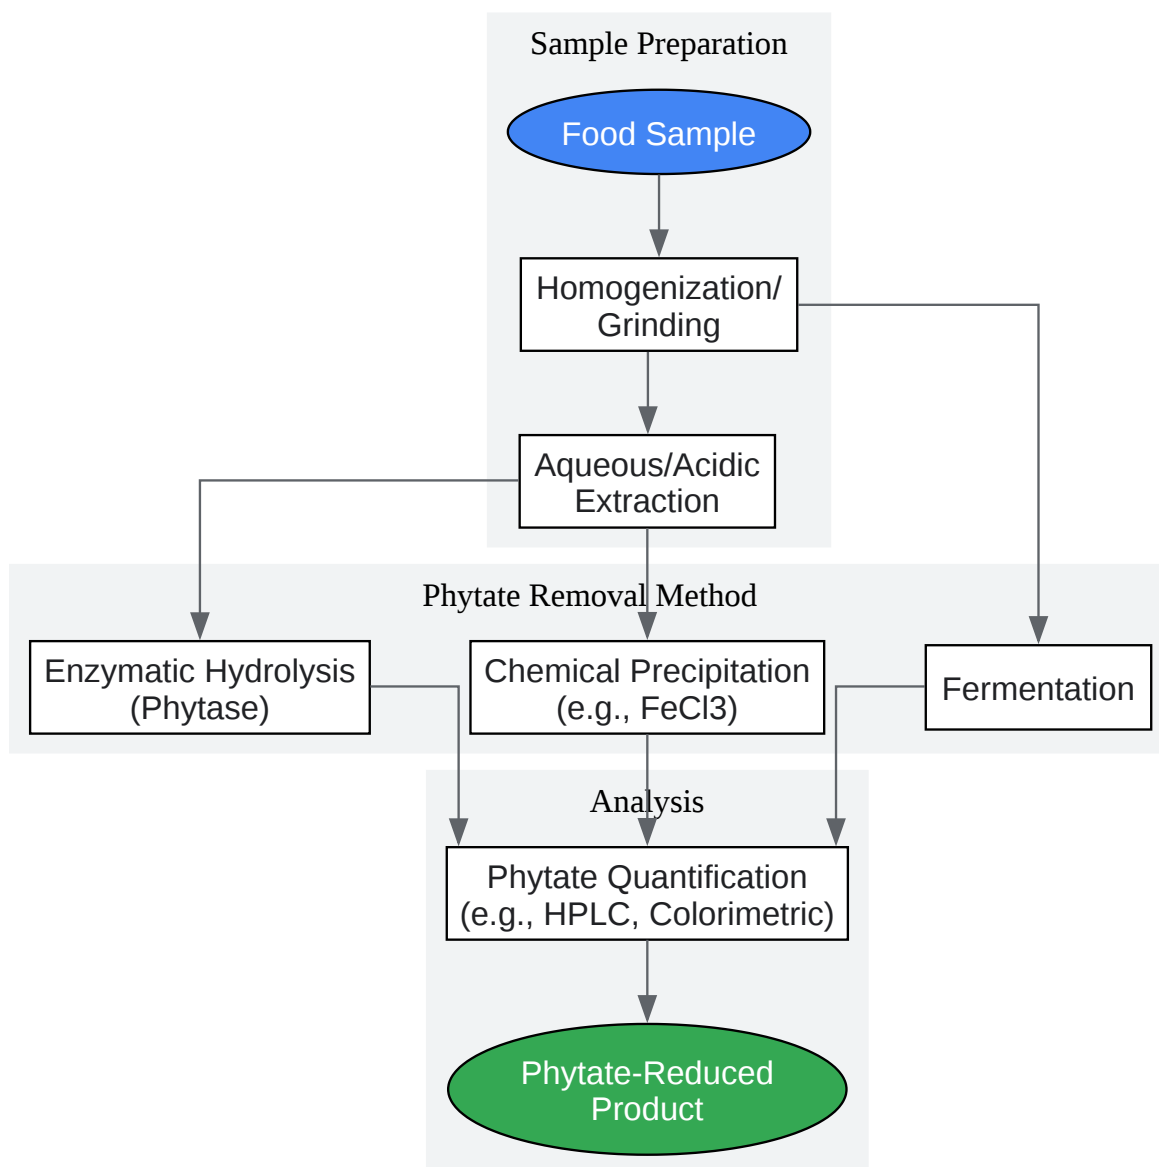 Sample Preparation
Food Sample
Homogenization/
Grinding
Aqueous/Acidic
Extraction
Phytate Removal Method
Enzymatic Hydrolysis
(Phytase)
Chemical Precipitation
(e.g., FeCl3)
Fermentation
Analysis
Phytate Quantification
(e.g., HPLC, Colorimetric)
Phytate-Reduced
Product